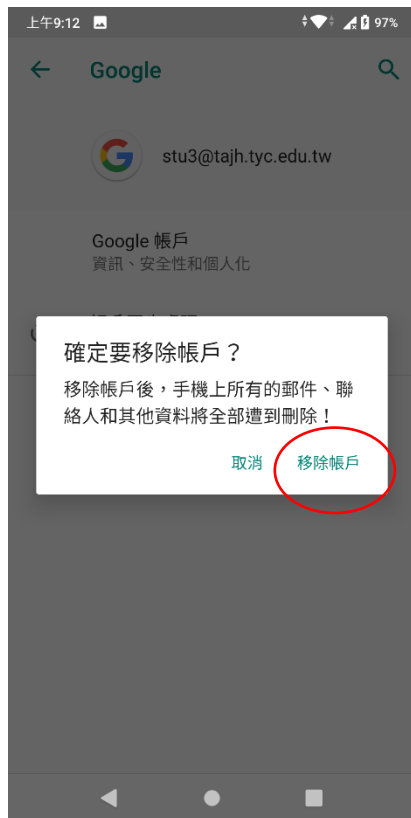 上午9:12
97%
Google
stu3@tajh.tyc.edu.tw
Google 帳戶
資訊、安全性和個人化
確定要移除帳戶？
移除帳戶後，手機上所有的郵件、聯
絡人和其他資料將全部遭到刪除！
取消
移除帳戶